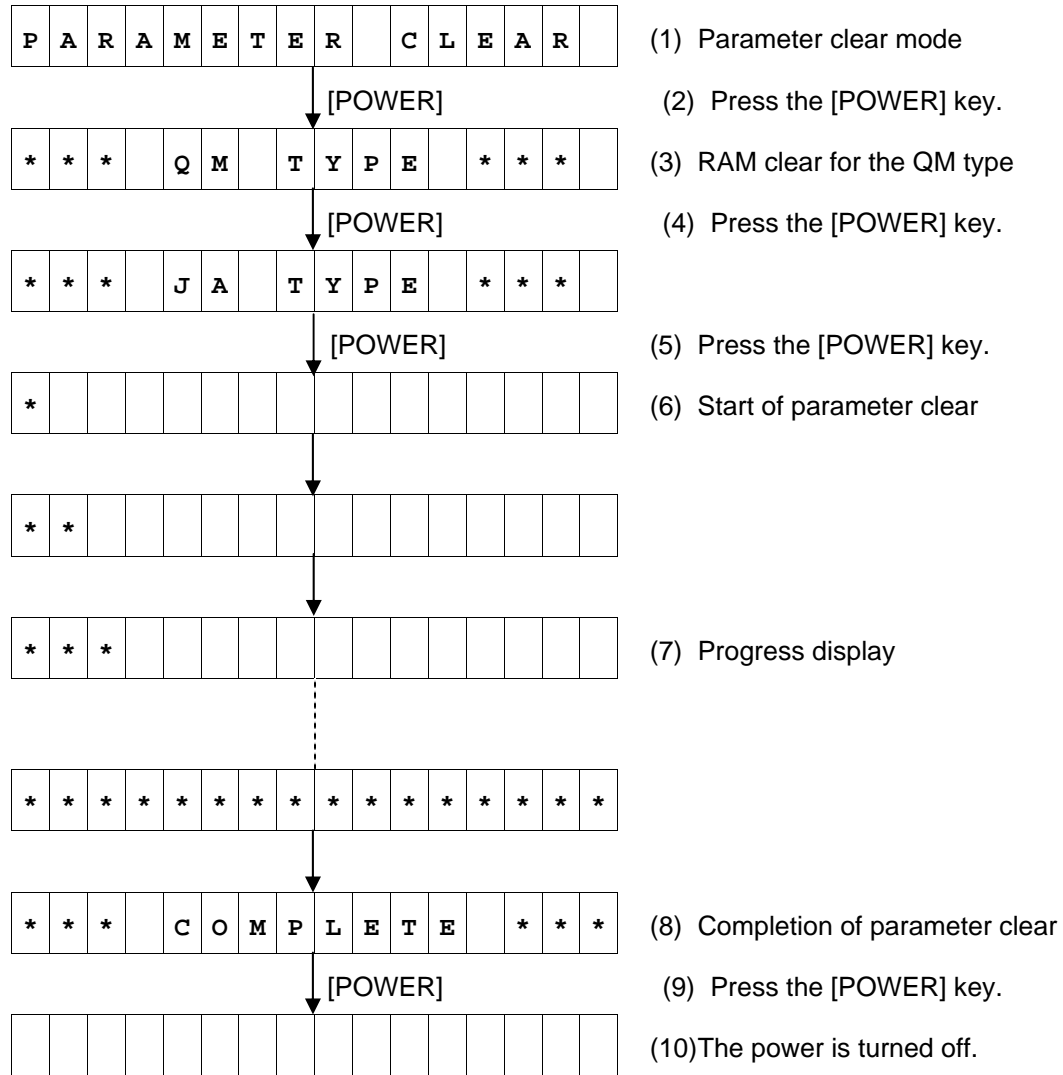 PARAMETER CLEAR (1) Parameter clear mode
[POWER] (2) Press the [POWER] key.
*** QM TYPE *** (3) RAM clear for the QM type
[POWER] (4) Press the [POWER] key.
*** JA TYPE ***
[POWER] (5) Press the [POWER] key.
* (6) Start of parameter clear
**
*** (7) Progress display
****************
*** COMPLETE *** (8) Completion of parameter clear
[POWER] (9) Press the [POWER] key.
(10)The power is turned off.